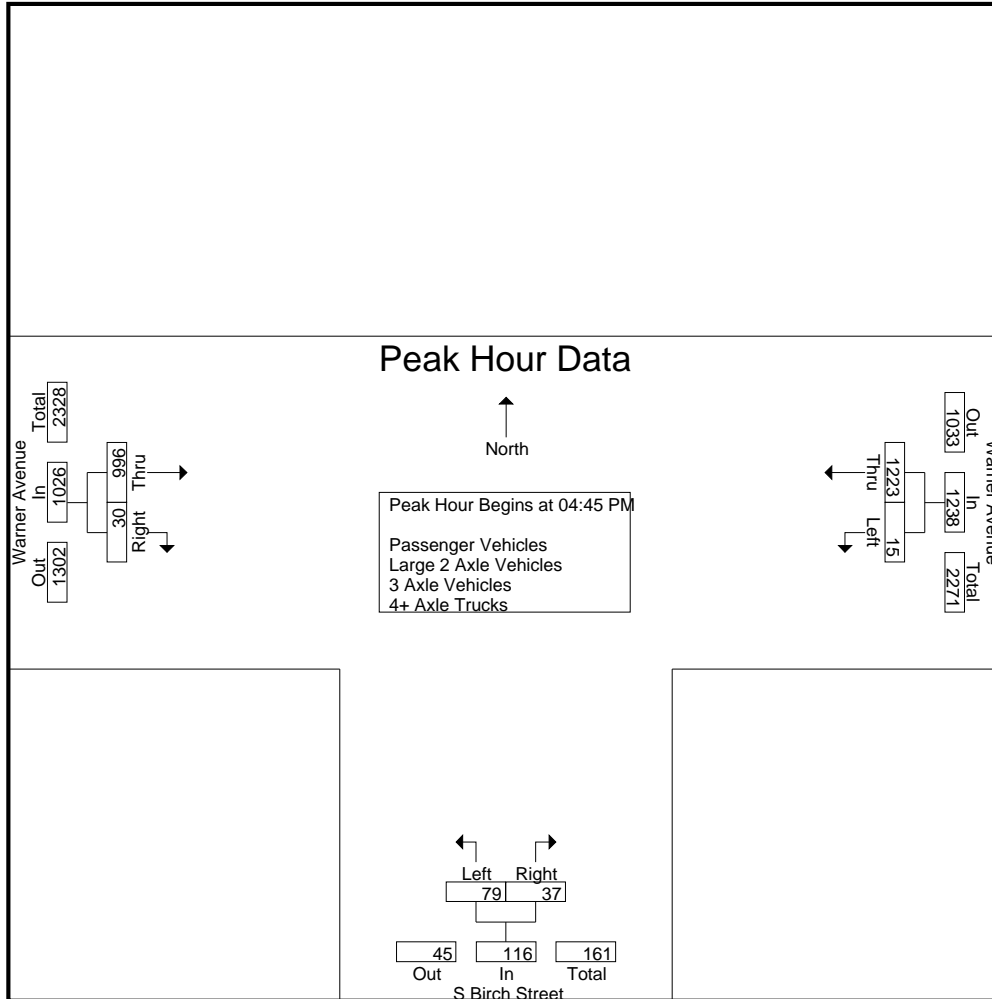 Peak Hour Data
North
Peak Hour Begins at 04:45 PM
Passenger Vehicles
Large 2 Axle Vehicles
3 Axle Vehicles
4+ Axle Trucks
Warner Avenue
Out In Total
1302 1026 2328
Right Thru
30 996
Warner Avenue
Out In Total
1033 1238 2271
Thru Left
1223 15
Left Right
79 37
45 116 161
Out In Total
S Birch Street